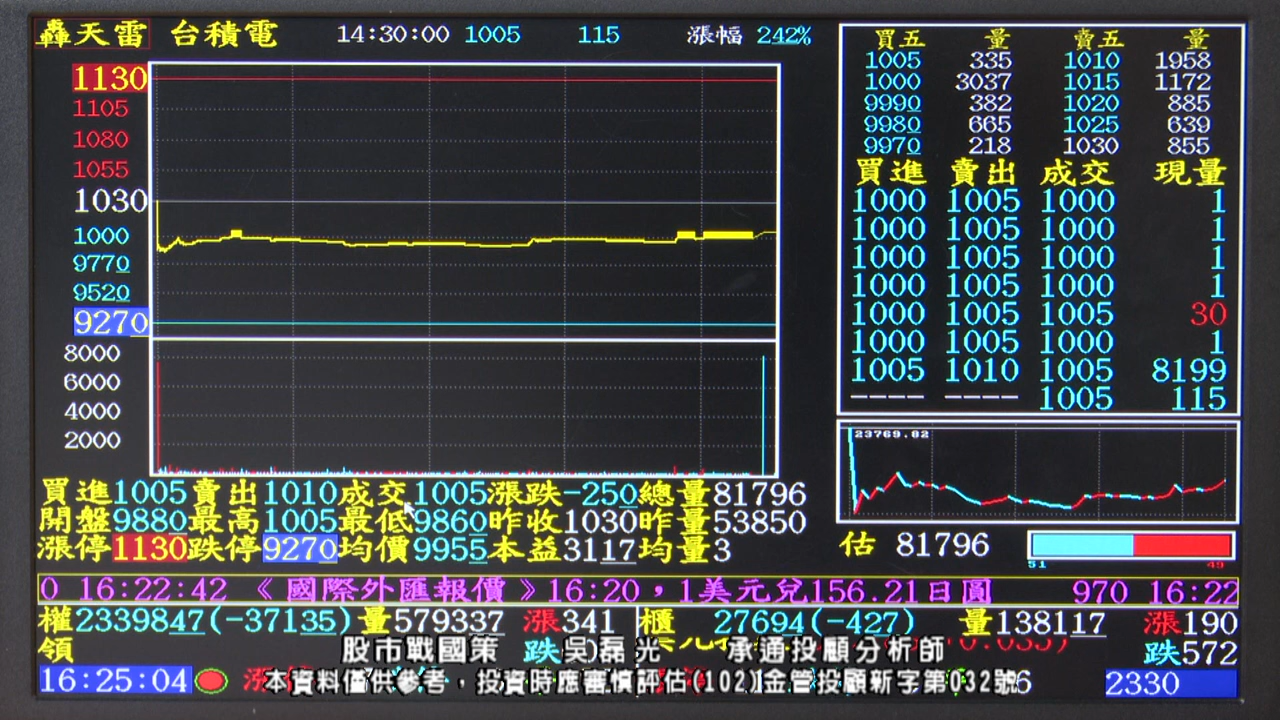 轟天雷 台積電 14:30:00 1005 115 漲幅 242%
買五 量 賣五 量
1005 335 1010 1958
1000 3037 1015 1172
9990 382 1020 885
9980 665 1025 639
9970 218 1030 855
買進 賣出 成交 現量
1000 1005 1000 1
1000 1005 1000 1
1000 1005 1000 1
1000 1005 1000 1
1005 1005 1005 30
1000 1005 1000 1
1005 1010 1005 8199
---- ---- 1005 115
1130
1105
1080
1055
1030
1000
9770
9520
9270
8000
6000
4000
2000
23769.82
買進1005賣出1010成交1005漲跌-250總量81796
開盤9880最高1005最低9860昨收1030昨量53850
漲停1130跌停9270均價9955本益3117均量3
估 81796
51 49
0 16:22:42 《國際外匯報價》16:20，1美元兌156.21日圓 970 16:22
權2339847(-37135)量579337 漲341 櫃 27694(-427) 量138117 漲190
領 跌 跌572
股市戰國策 吳磊光 承通投顧分析師
16:25:04 2330
本資料僅供參考，投資時應審慎評估(102)金管投顧新字第032號